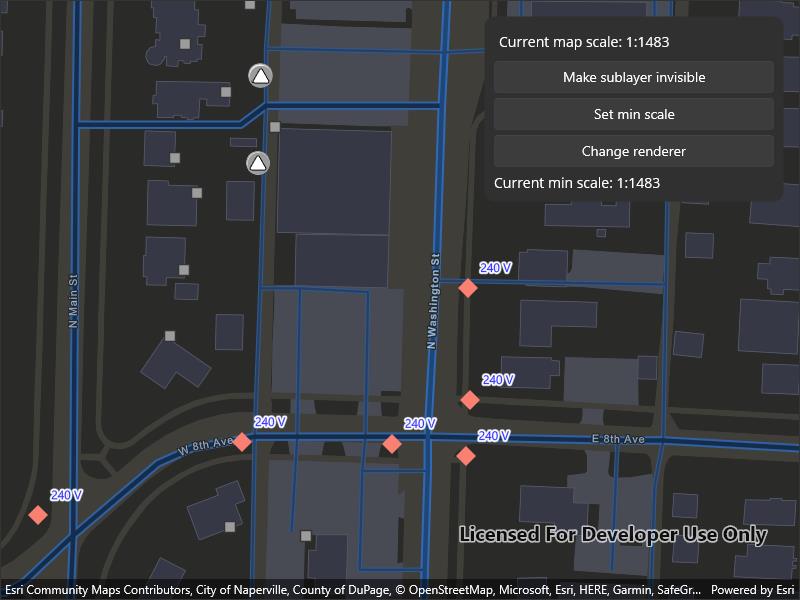 Current map scale: 1:1483
Make sublayer invisible
Set min scale
Change renderer
Current min scale: 1:1483
240 V
N Main St
N Washington St
240 V
240 V
240 V
240 V
W 8th Ave
E 8th Ave
240 V
Licensed For Developer Use Only
Esri Community Maps Contributors, City of Naperville, County of DuPage, © OpenStreetMap, Microsoft, Esri, HERE, Garmin, SafeGr... Powered by Esri